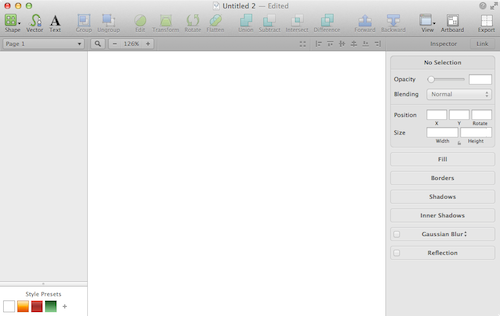 Untitled 2 — Edited
Shape Vector Text Group Ungroup Edit Transform Rotate Flatten Union Subtract Intersect Difference Forward Backward View Artboard Export
Page 1 − 126% + Inspector Link
No Selection
Opacity
Blending Normal
Position
X Y Rotate
Size
Width Height
Fill
Borders
Shadows
Inner Shadows
Gaussian Blur
Reflection
Style Presets
+